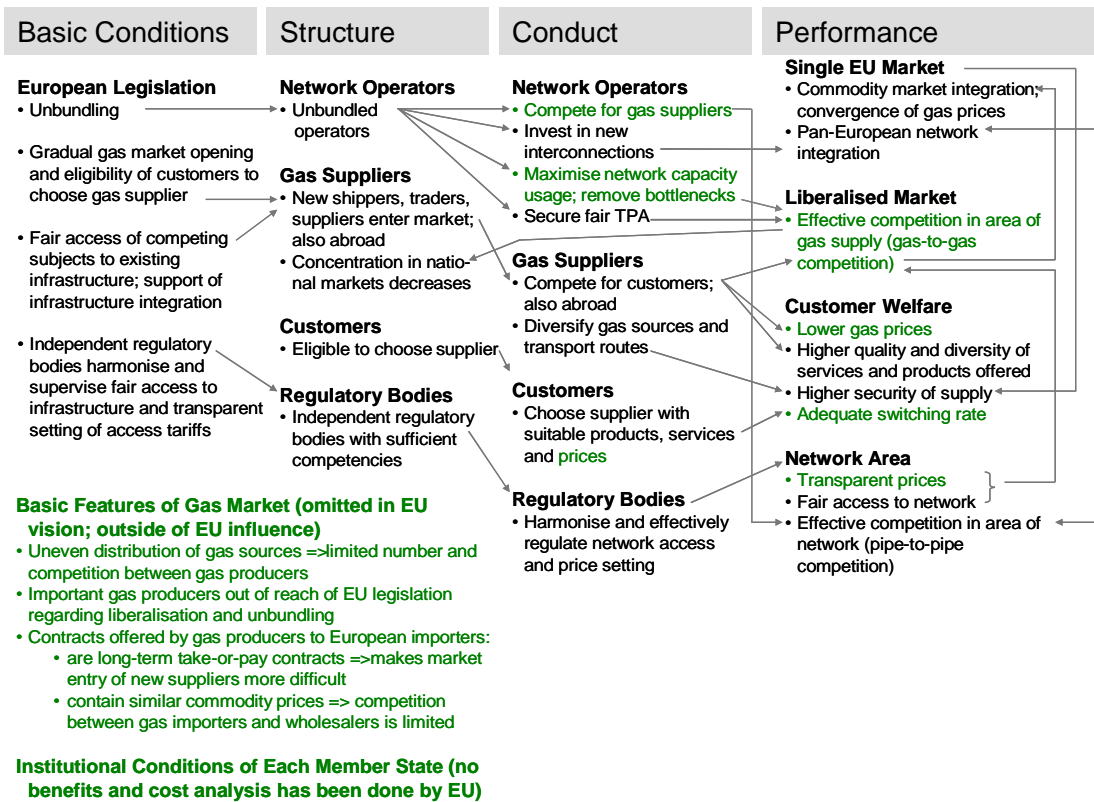 Basic Conditions
Structure
Conduct
Performance
European Legislation
• Unbundling
• Gradual gas market opening
and eligibility of customers to
choose gas supplier
• Fair access of competing
subjects to existing
infrastructure; support of
infrastructure integration
• Independent regulatory
bodies harmonise and
supervise fair access to
infrastructure and transparent
setting of access tariffs
Network Operators
• Unbundled
operators
Gas Suppliers
• New shippers, traders,
suppliers enter market;
also abroad
• Concentration in natio-
nal markets decreases
Customers
• Eligible to choose supplier
Regulatory Bodies
• Independent regulatory
bodies with sufficient
competencies
Network Operators
• Compete for gas suppliers
• Invest in new
interconnections
• Maximise network capacity
usage; remove bottlenecks
• Secure fair TPA
Gas Suppliers
• Compete for customers;
also abroad
• Diversify gas sources and
transport routes
Customers
• Choose supplier with
suitable products, services
and prices
Regulatory Bodies
• Harmonise and effectively
regulate network access
and price setting
Single EU Market
• Commodity market integration;
convergence of gas prices
• Pan-European network
integration
Liberalised Market
• Effective competition in area of
gas supply (gas-to-gas
competition)
Customer Welfare
• Lower gas prices
• Higher quality and diversity of
services and products offered
• Higher security of supply
• Adequate switching rate
Network Area
• Transparent prices
• Fair access to network
• Effective competition in area of
network (pipe-to-pipe
competition)
Basic Features of Gas Market (omitted in EU
vision; outside of EU influence)
• Uneven distribution of gas sources =>limited number and
competition between gas producers
• Important gas producers out of reach of EU legislation
regarding liberalisation and unbundling
• Contracts offered by gas producers to European importers:
• are long-term take-or-pay contracts =>makes market
entry of new suppliers more difficult
• contain similar commodity prices => competition
between gas importers and wholesalers is limited
Institutional Conditions of Each Member State (no
benefits and cost analysis has been done by EU)